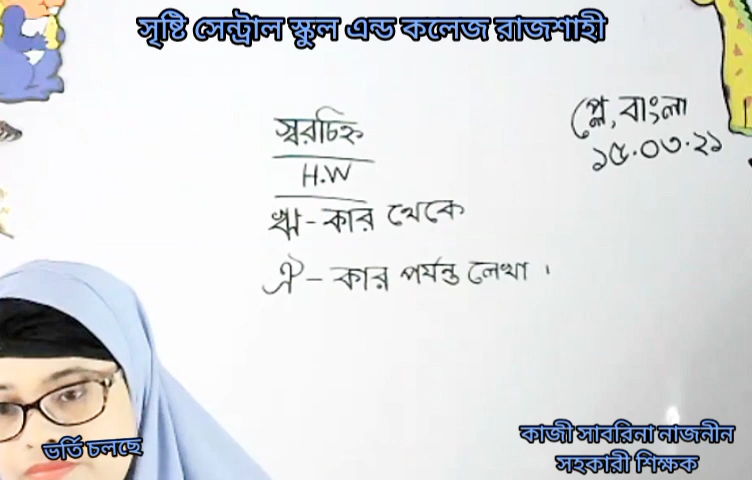 সৃষ্টি সেন্ট্রাল স্কুল এন্ড কলেজ রাজশাহী
প্লে, বাংলা
১৫.০৩.২১
স্বরচিহ্ন
H.W
ঋ - কার থেকে
ঐ - কার পর্যন্ত লেখা ।
ভর্তি চলছে
কাজী সাবরিনা নাজনীন
সহকারী শিক্ষক